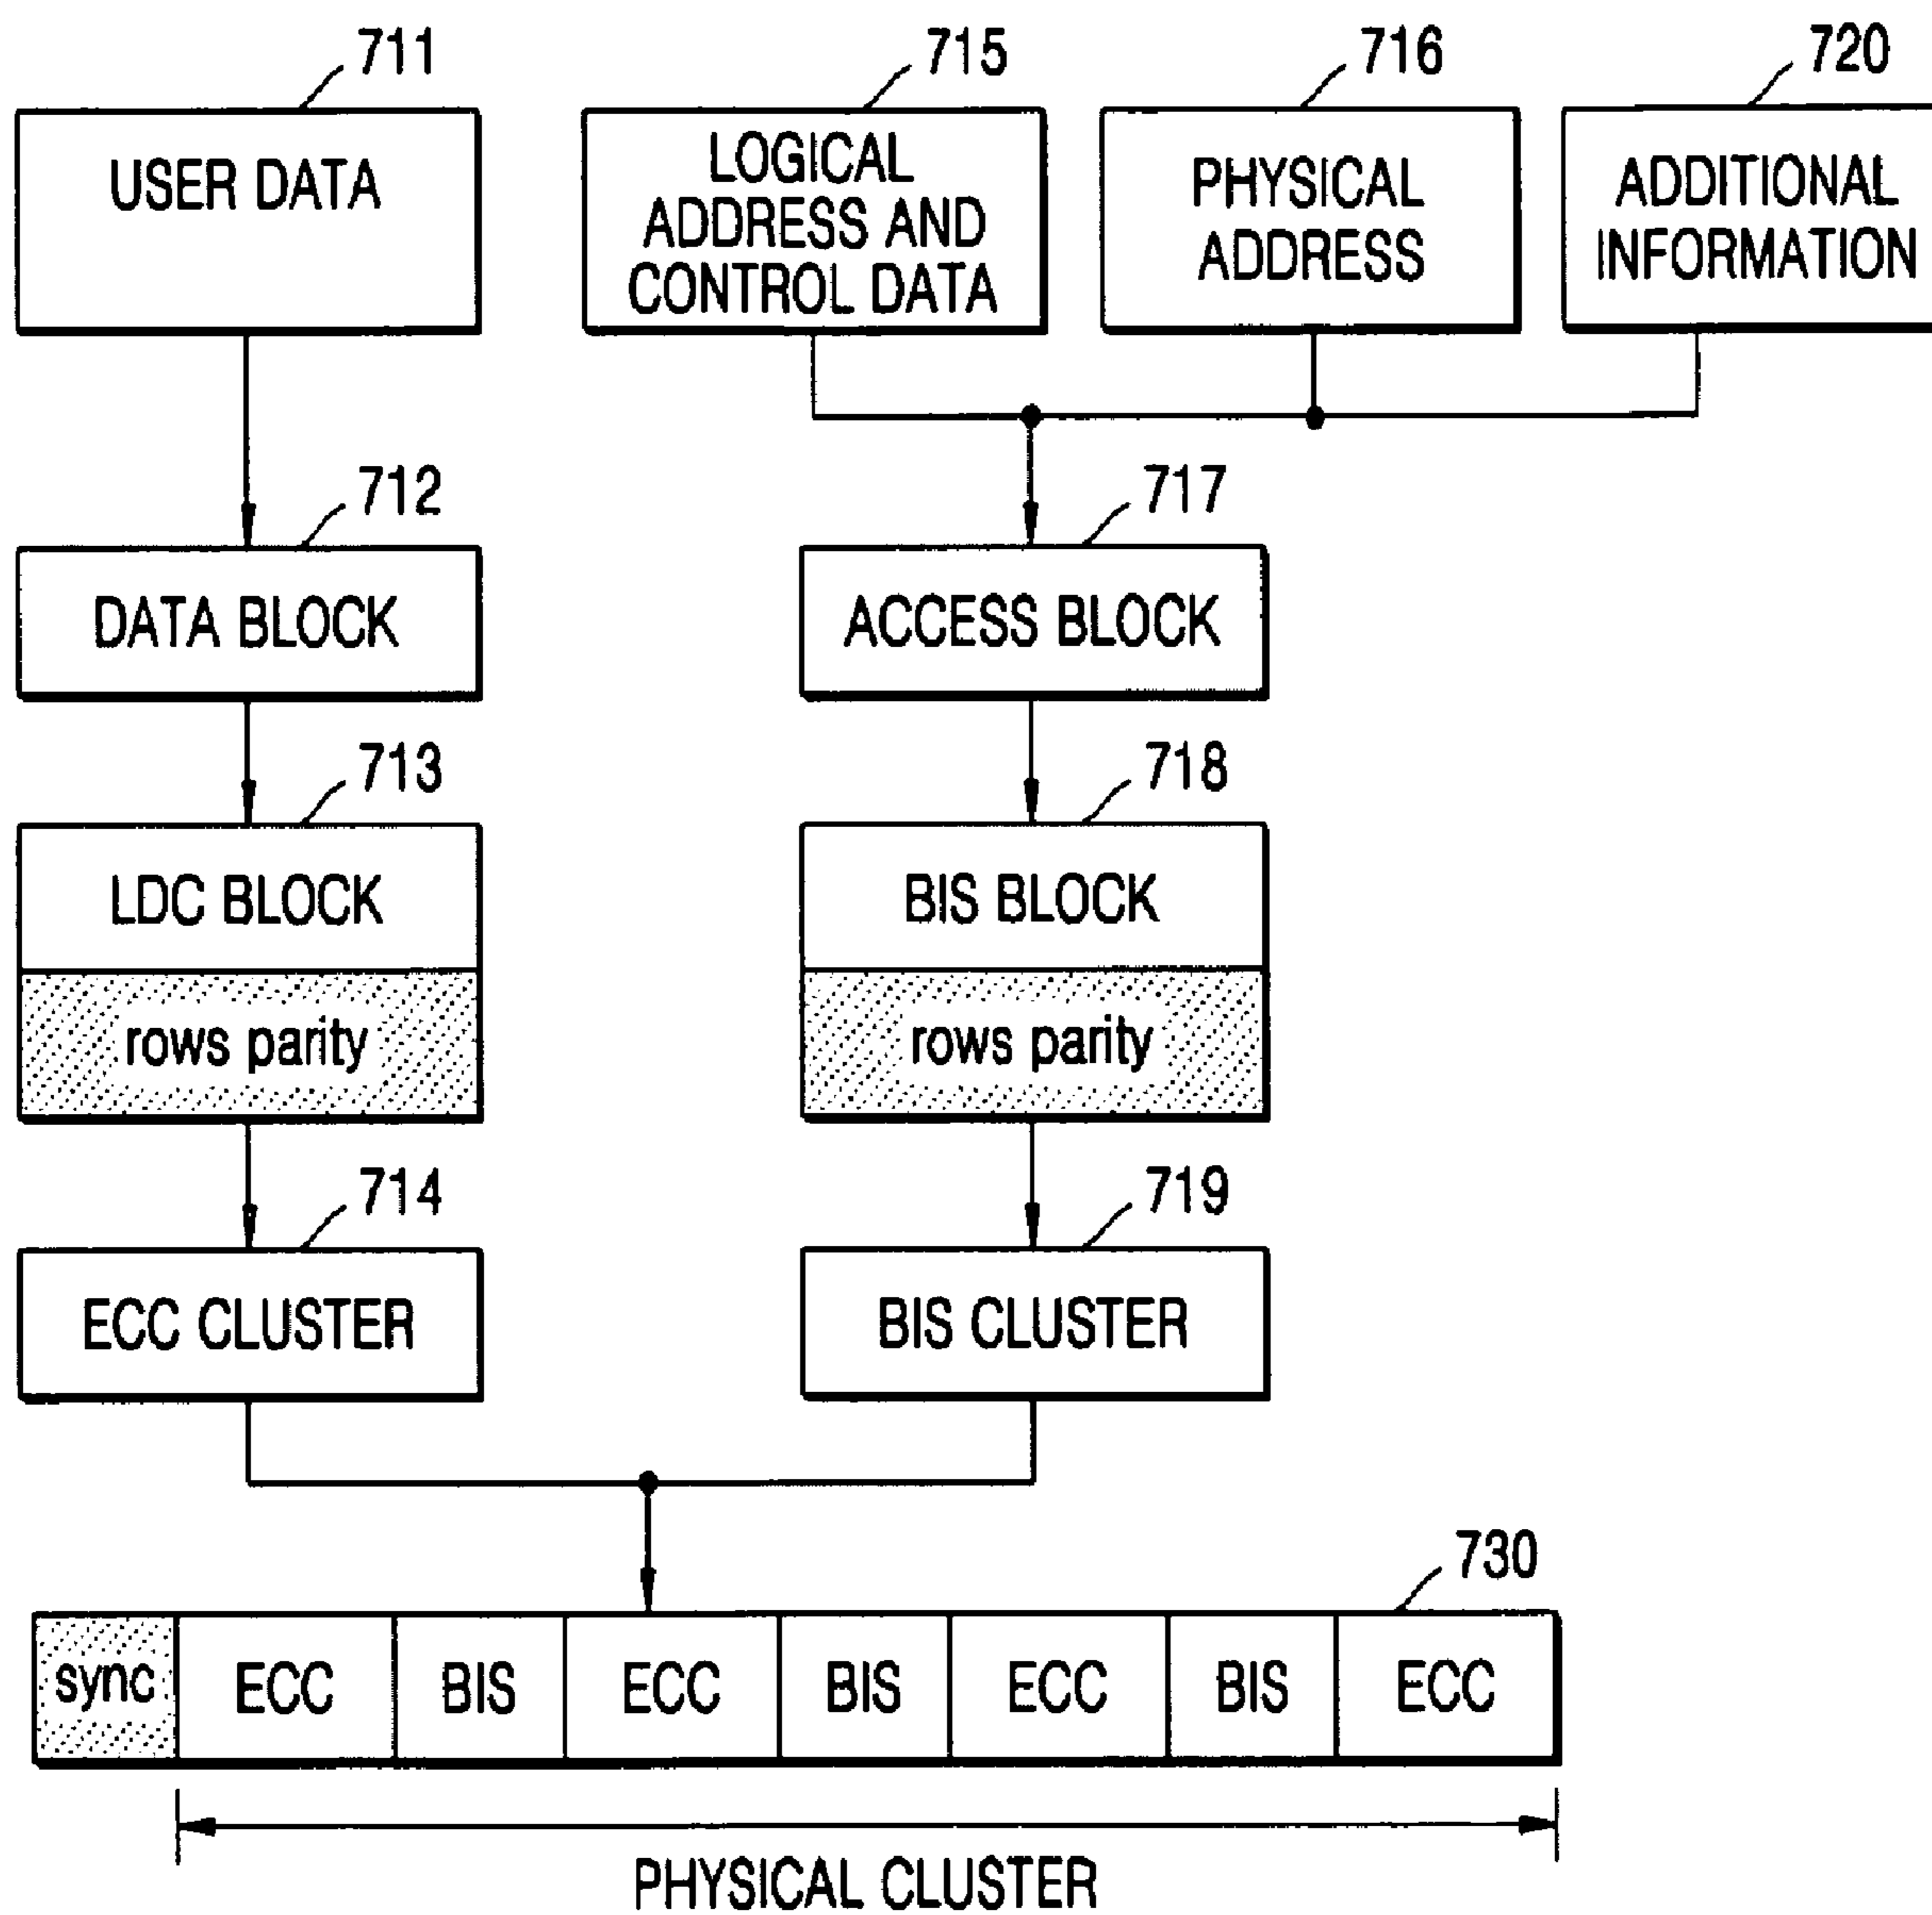 711
715
716
720
USER DATA
LOGICAL
ADDRESS AND
CONTROL DATA
PHYSICAL
ADDRESS
ADDITIONAL
INFORMATION
712
717
DATA BLOCK
ACCESS BLOCK
713
718
LDC BLOCK
BIS BLOCK
rows parity
rows parity
714
719
ECC CLUSTER
BIS CLUSTER
730
sync ECC BIS ECC BIS ECC BIS ECC
PHYSICAL CLUSTER